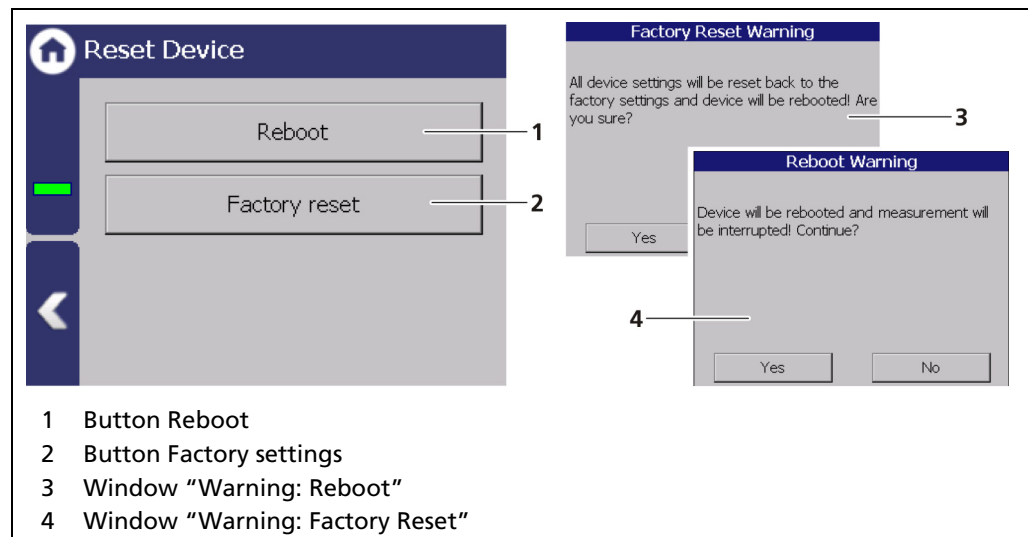 Reset Device
Reboot
1
Factory reset
2
Factory Reset Warning
All device settings will be reset back to the
factory settings and device will be rebooted! Are
you sure?
3
Yes
Reboot Warning
Device will be rebooted and measurement will
be interrupted! Continue?
4
Yes No
1 Button Reboot
2 Button Factory settings
3 Window “Warning: Reboot”
4 Window “Warning: Factory Reset”